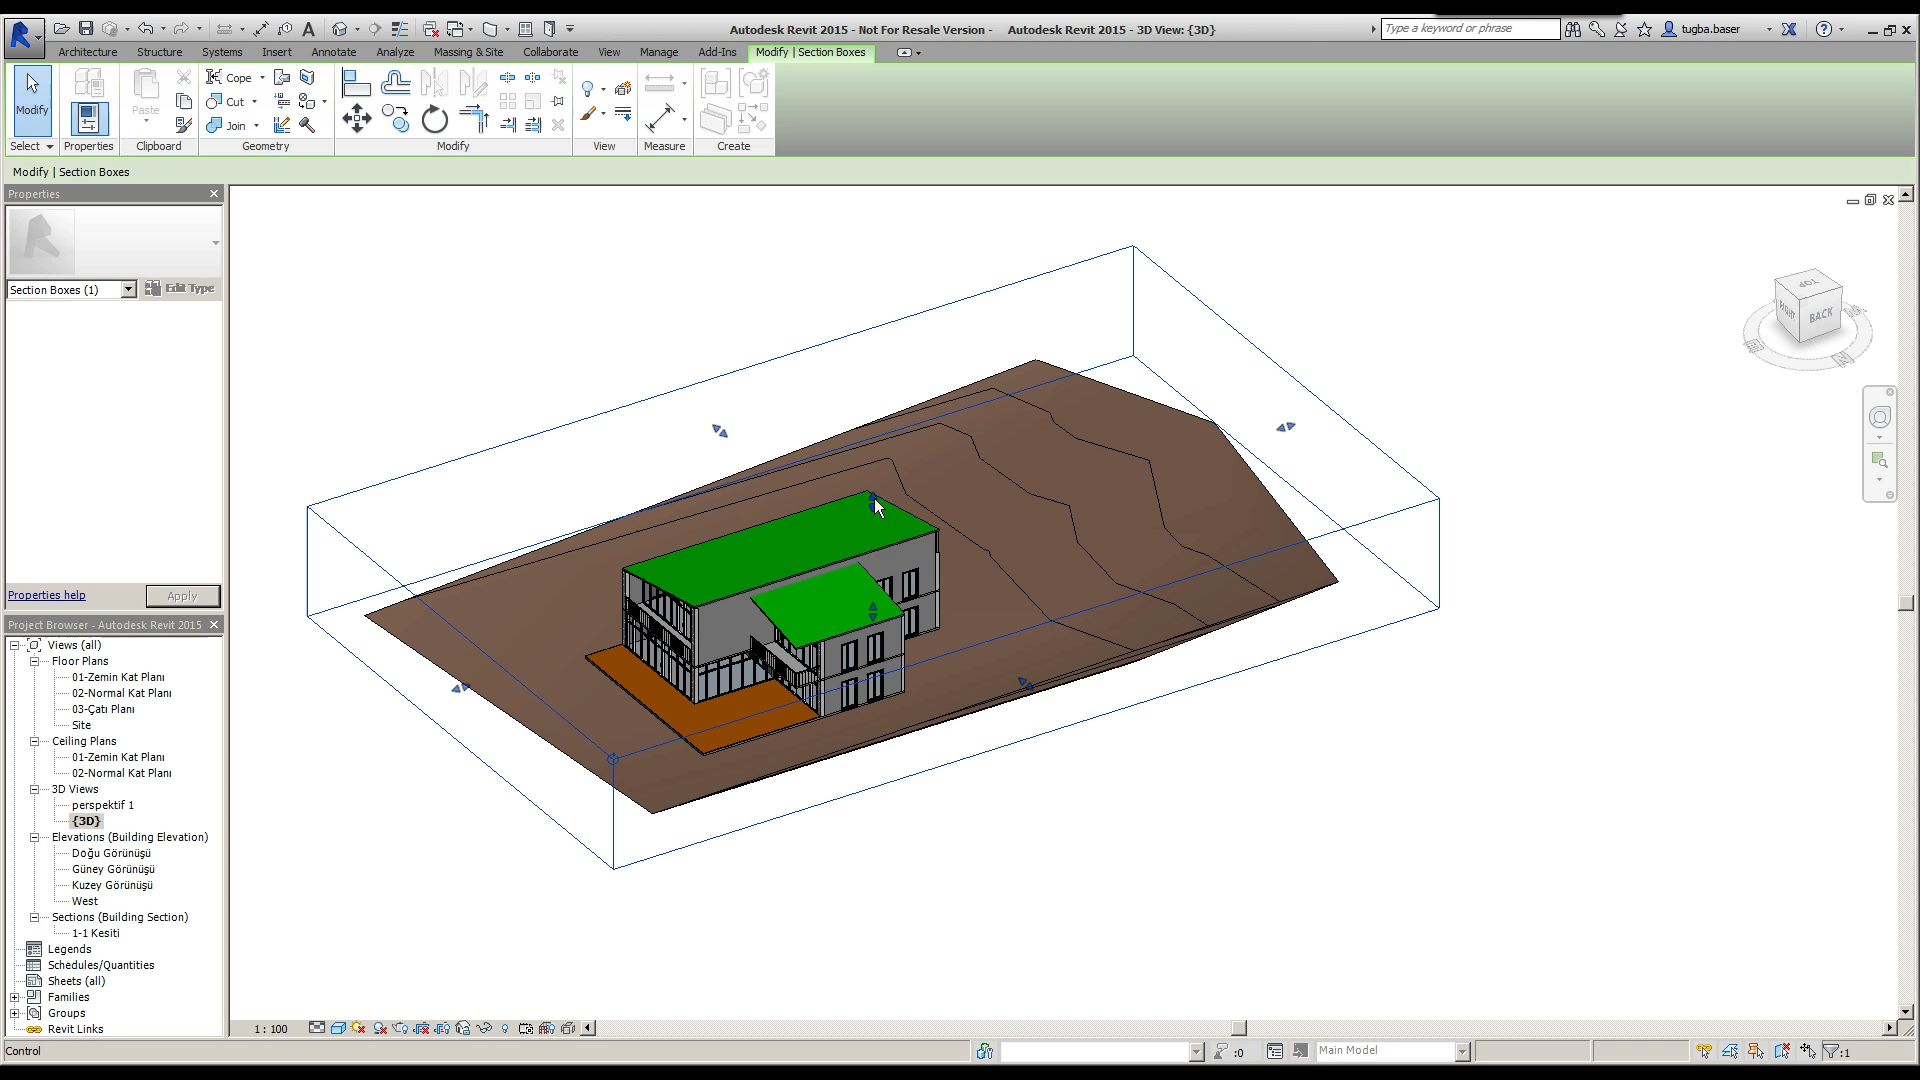 Autodesk Revit 2015 - Not For Resale Version -     Autodesk Revit 2015 - 3D View: {3D}
Type a keyword or phrase
tugba.baser
Architecture Structure Systems Insert Annotate Analyze Massing & Site Collaborate View Manage Add-Ins Modify | Section Boxes
Modify
Paste
Cope
Cut
Join
Select Properties Clipboard Geometry Modify View Measure Create
Modify | Section Boxes
Properties
Section Boxes (1)
Edit Type
Properties help
Apply
Project Browser - Autodesk Revit 2015
Views (all)
Floor Plans
01-Zemin Kat Planı
02-Normal Kat Planı
03-Çatı Planı
Site
Ceiling Plans
01-Zemin Kat Planı
02-Normal Kat Planı
3D Views
perspektif 1
{3D}
Elevations (Building Elevation)
Doğu Görünüşü
Güney Görünüşü
Kuzey Görünüşü
West
Sections (Building Section)
1-1 Kesiti
Legends
Schedules/Quantities
Sheets (all)
Families
Groups
Revit Links
TOP
RIGHT
BACK
E
N
1 : 100
Control
:0
Main Model
:1